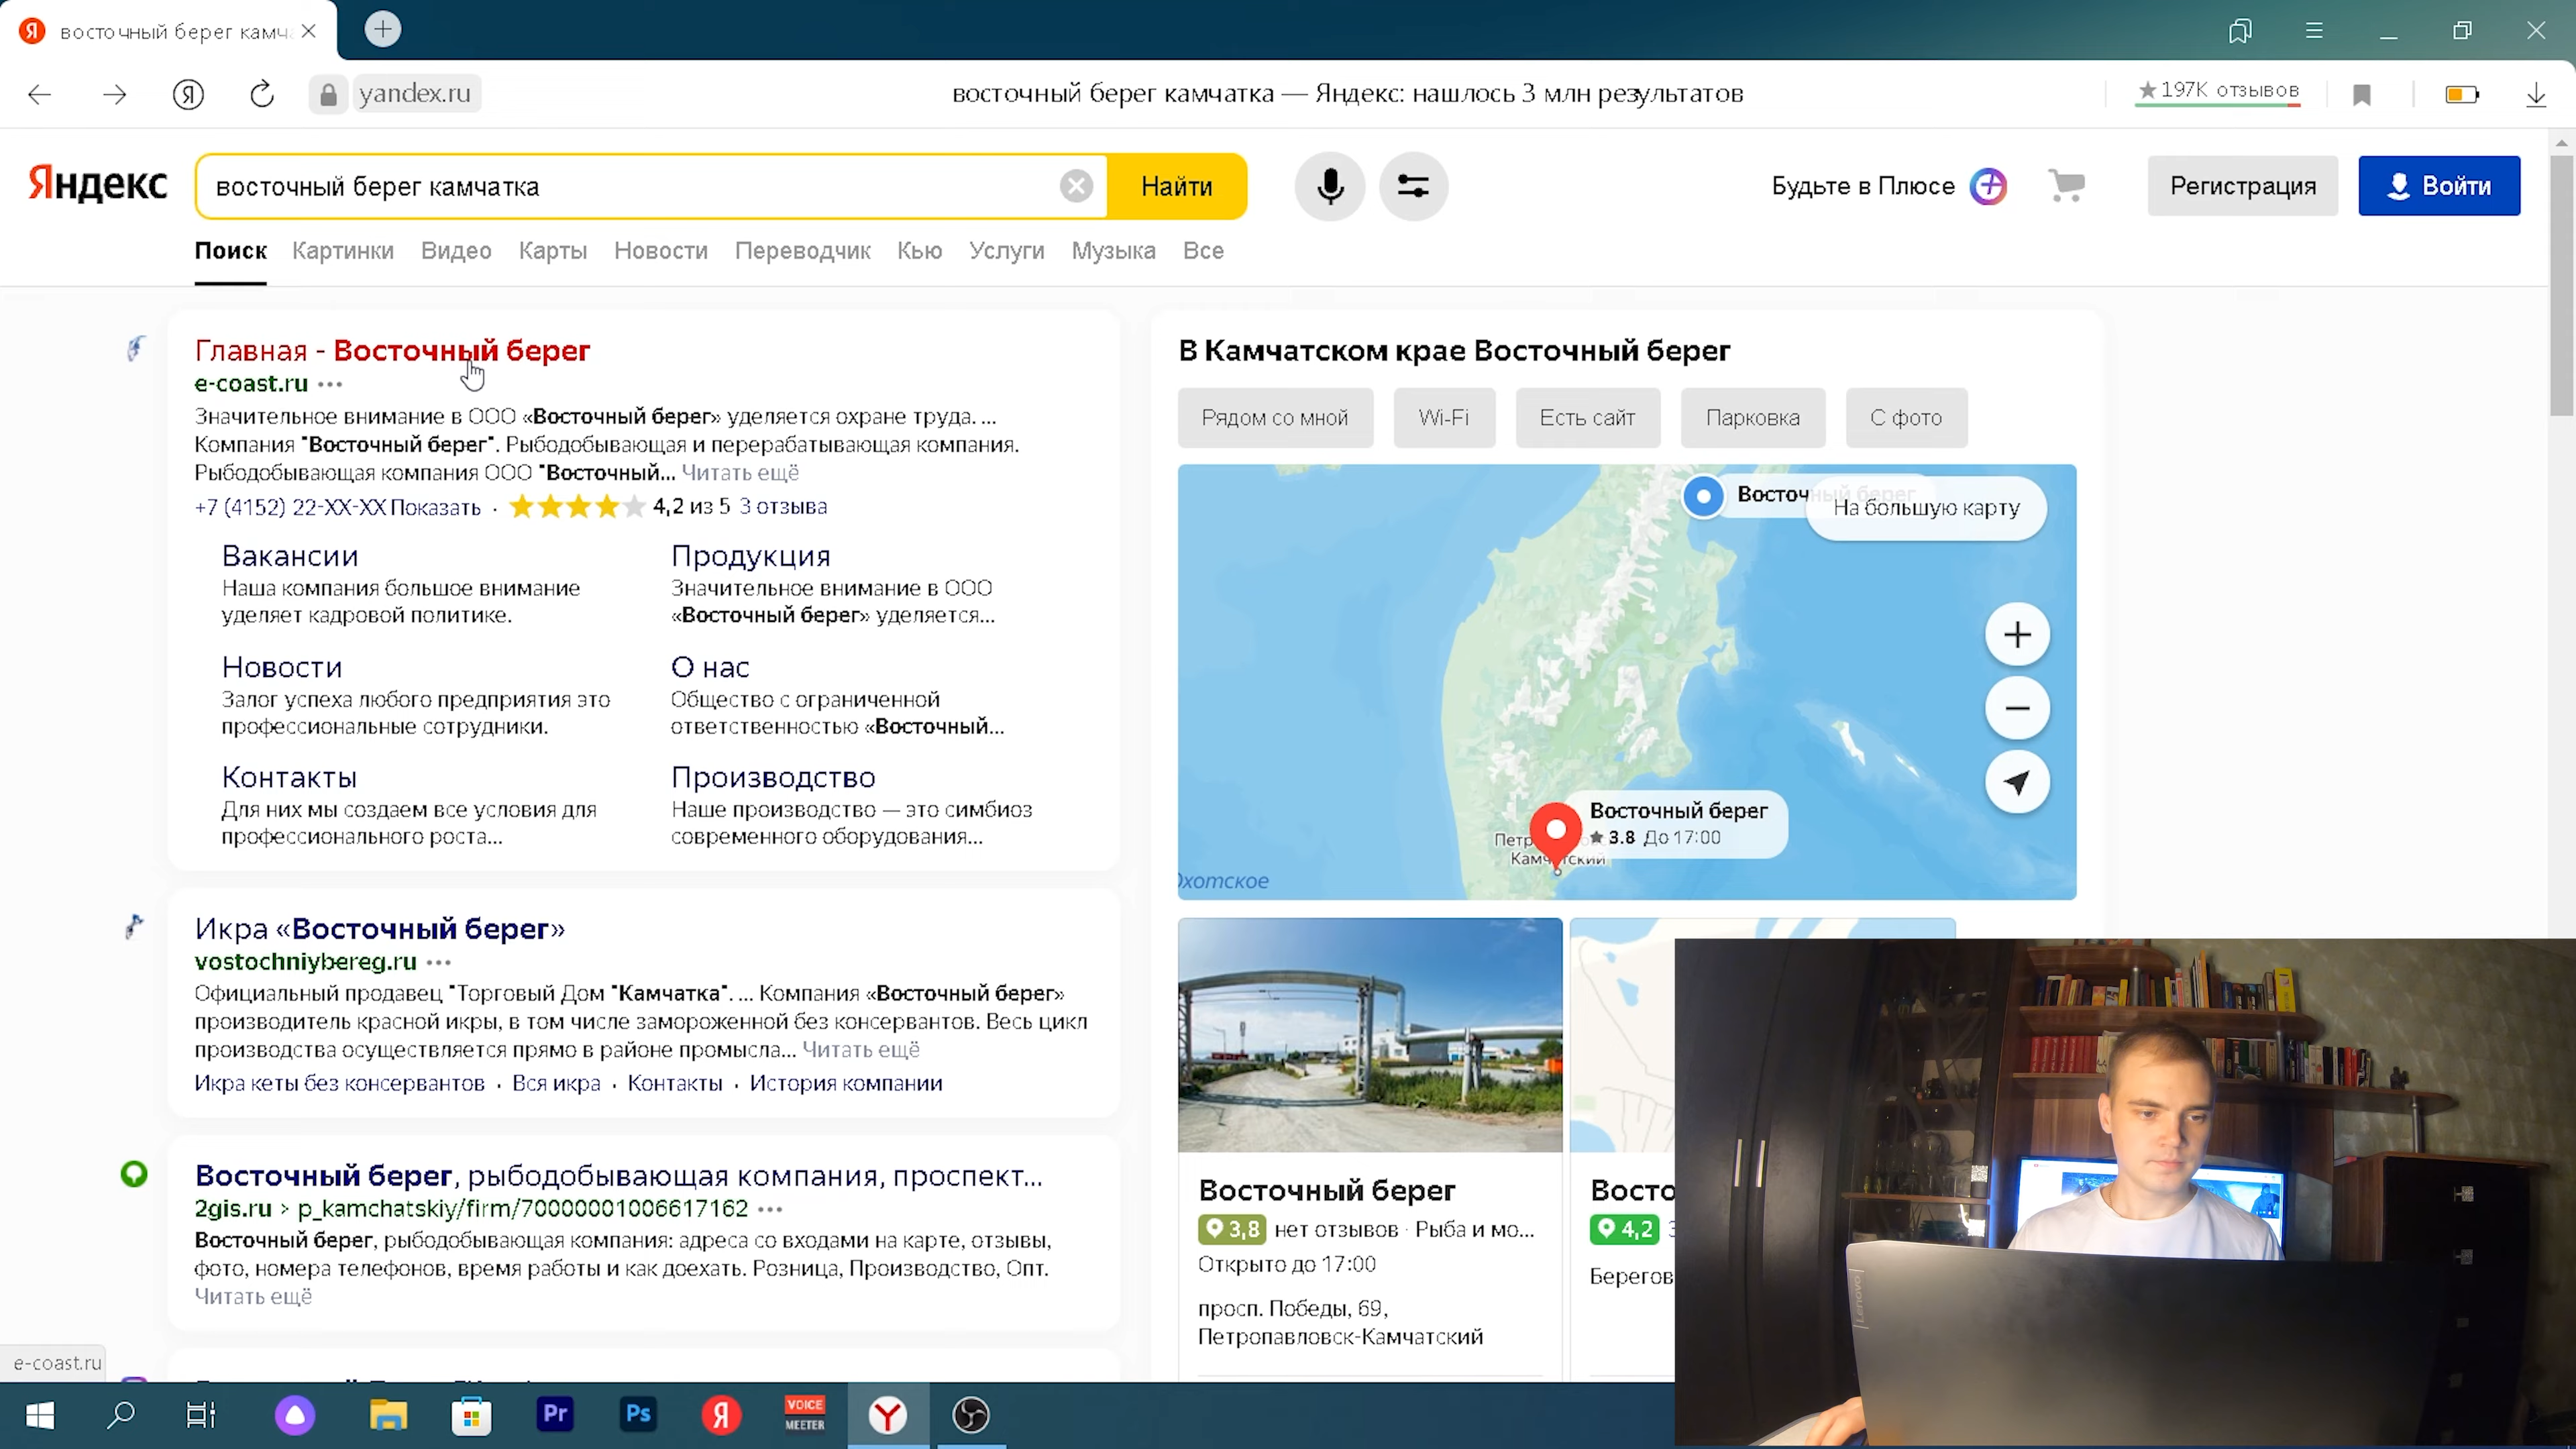 восточный берег камча
yandex.ru
восточный берег камчатка — Яндекс: нашлось 3 млн результатов
197K отзывов
Яндекс
восточный берег камчатка
Найти
Будьте в Плюсе
Регистрация
Войти
Поиск Картинки Видео Карты Новости Переводчик Кью Услуги Музыка Все
Главная - Восточный берег
e-coast.ru
Значительное внимание в ООО «Восточный берег» уделяется охране труда. ...
Компания "Восточный берег". Рыбодобывающая и перерабатывающая компания.
Рыбодобывающая компания ООО "Восточный... Читать ещё
+7 (4152) 22-XX-XX Показать · 4,2 из 5 3 отзыва
Вакансии
Наша компания большое внимание
уделяет кадровой политике.
Продукция
Значительное внимание в ООО
«Восточный берег» уделяется...
Новости
Залог успеха любого предприятия это
профессиональные сотрудники.
О нас
Общество с ограниченной
ответственностью «Восточный...
Контакты
Для них мы создаем все условия для
профессионального роста...
Производство
Наше производство — это симбиоз
современного оборудования...
Икра «Восточный берег»
vostochniybereg.ru
Официальный продавец "Торговый Дом "Камчатка". ... Компания «Восточный берег»
производитель красной икры, в том числе замороженной без консервантов. Весь цикл
производства осуществляется прямо в районе промысла... Читать ещё
Икра кеты без консервантов · Вся икра · Контакты · История компании
Восточный берег, рыбодобывающая компания, проспект...
2gis.ru › p_kamchatskiy/firm/70000001006617162
Восточный берег, рыбодобывающая компания: адреса со входами на карте, отзывы,
фото, номера телефонов, время работы и как доехать. Розница, Производство, Опт.
Читать ещё
e-coast.ru
В Камчатском крае Восточный берег
Рядом со мной Wi-Fi Есть сайт Парковка С фото
Восточный берег
На большую карту
Восточный берег
3.8 До 17:00
Охотское
Восточный берег
3,8 нет отзывов · Рыба и мо...
Открыто до 17:00
просп. Победы, 69,
Петропавловск-Камчатский
Восто
4,2
Берегов
Lenovo
Pr
Ps
Я
VOICE
MEETER